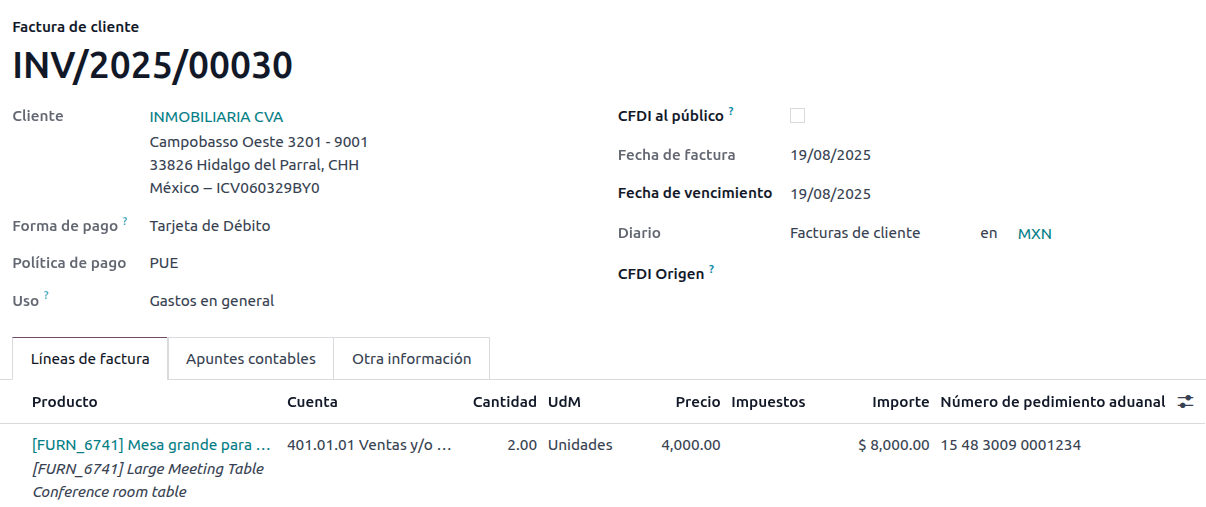 Factura de cliente
INV/2025/00030
Cliente
INMOBILIARIA CVA
Campobasso Oeste 3201 - 9001
33826 Hidalgo del Parral, CHH
México – ICV060329BY0
Forma de pago ?
Tarjeta de Débito
Política de pago
PUE
Uso ?
Gastos en general
CFDI al público ?
Fecha de factura
19/08/2025
Fecha de vencimiento
19/08/2025
Diario
Facturas de cliente en MXN
CFDI Origen ?
Líneas de factura Apuntes contables Otra información
Producto Cuenta Cantidad UdM Precio Impuestos Importe Número de pedimiento aduanal
[FURN_6741] Mesa grande para … 401.01.01 Ventas y/o … 2.00 Unidades 4,000.00 $ 8,000.00 15 48 3009 0001234
[FURN_6741] Large Meeting Table
Conference room table